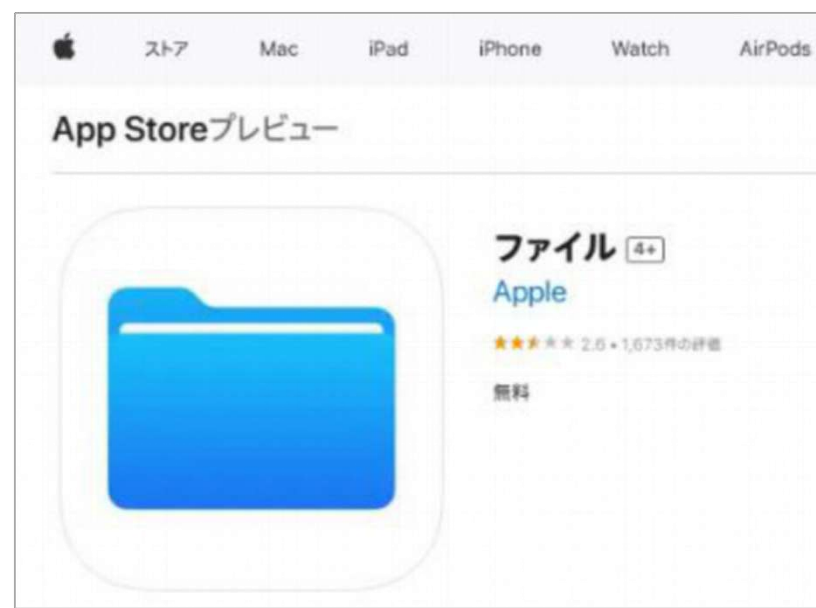 ストア Mac iPad iPhone Watch AirPods
App Storeプレビュー
ファイル 4+
Apple
2.6 • 1,673件の評価
無料